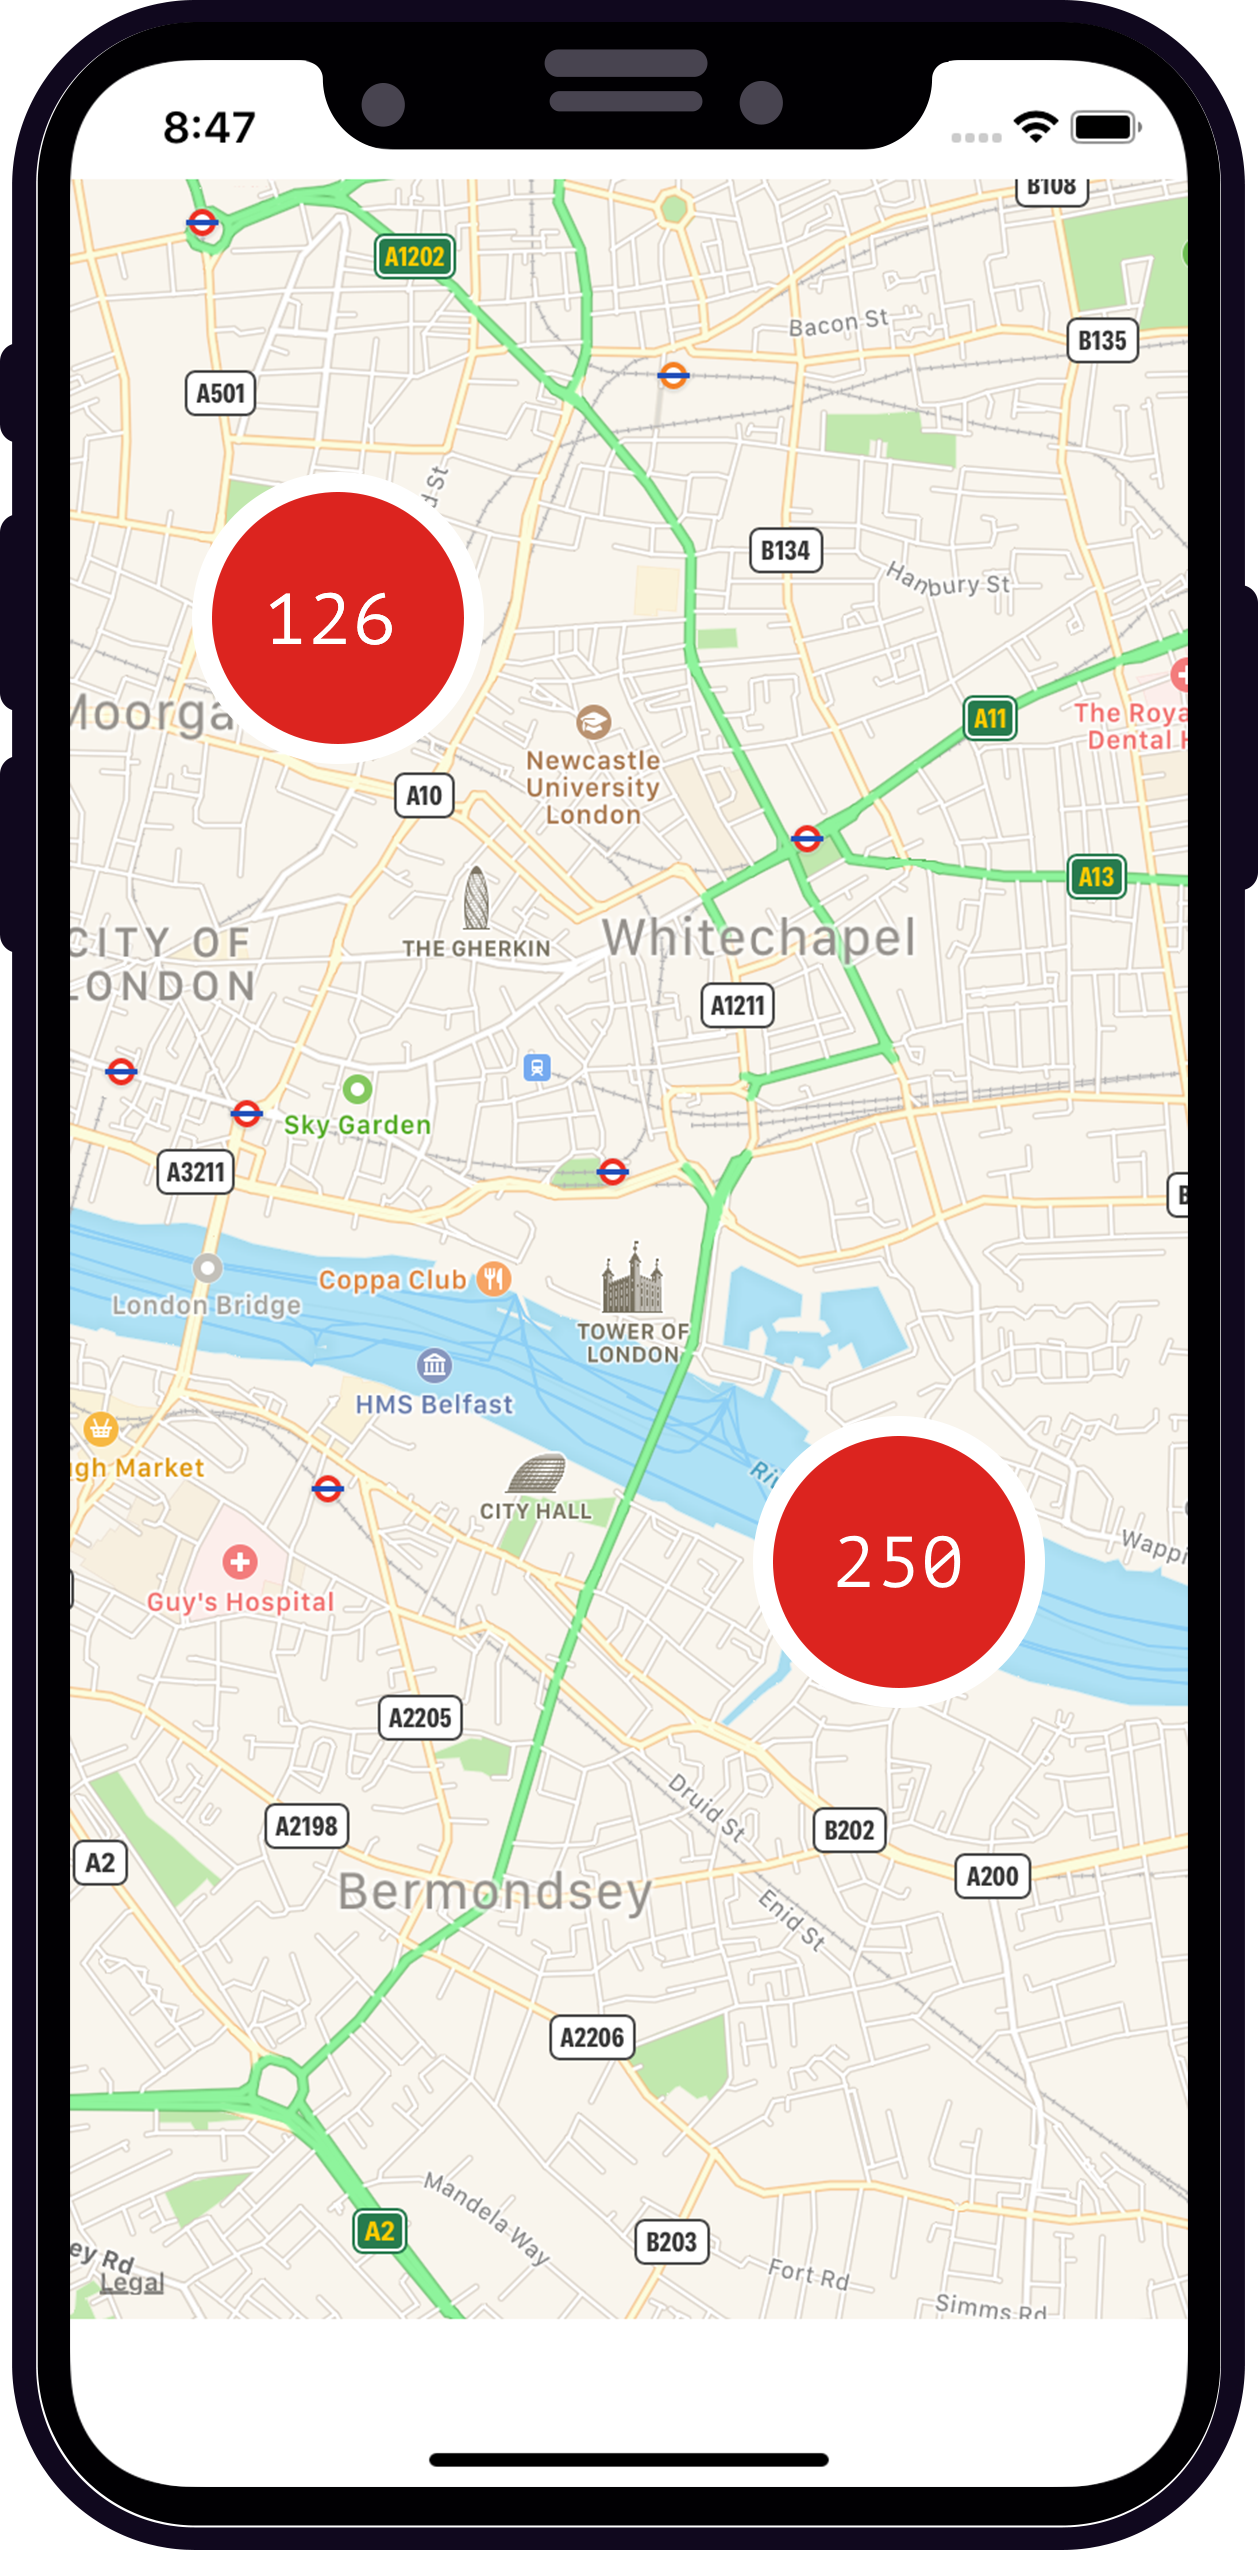 8:47
B108
A1202
Bacon St
B135
A501
d St
B134
Hanbury St
126
Moorga
A11
The Roya
Dental H
Newcastle
University
London
A10
A13
THE GHERKIN
Whitechapel
CITY OF
LONDON
A1211
Sky Garden
A3211
Coppa Club
London Bridge
TOWER OF
LONDON
HMS Belfast
ugh Market
CITY HALL
Riv
250
Wappi
Guy's Hospital
A2205
Druid St
A2198
B202
A2
A200
Bermondsey
Enid St
A2206
Mandela Way
A2
B203
ey Rd
Legal
Fort Rd
Simms Rd